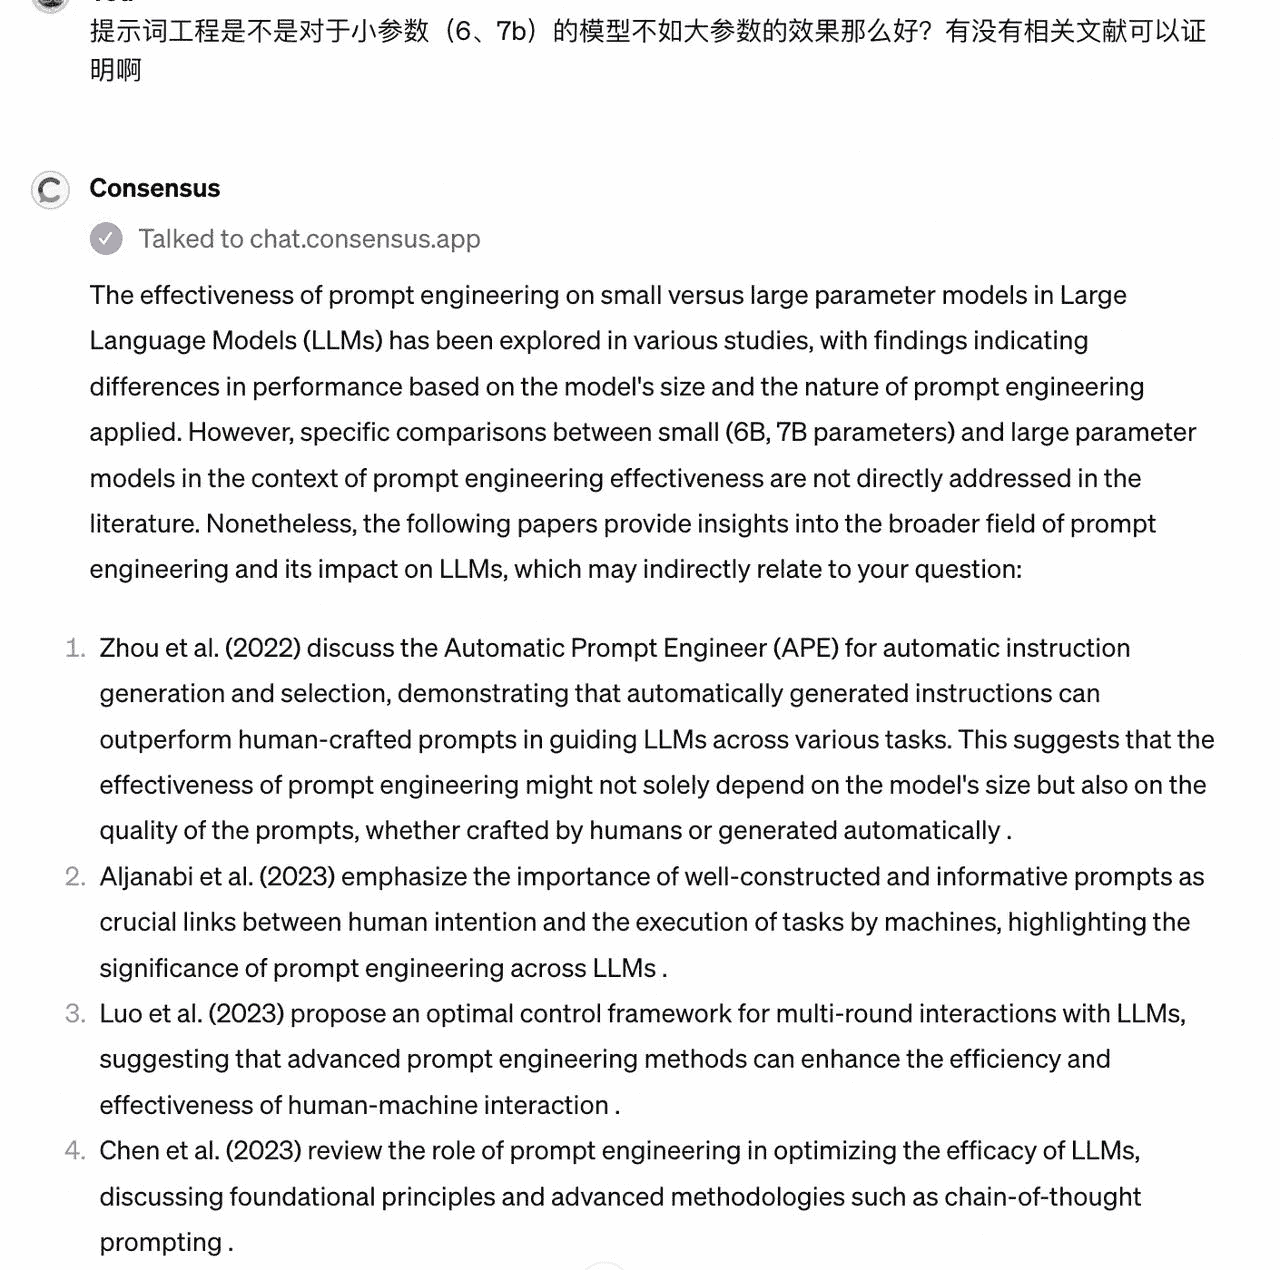 提示词工程是不是对于小参数（6、7b）的模型不如大参数的效果那么好？有没有相关文献可以证
明啊
Consensus
Talked to chat.consensus.app
The effectiveness of prompt engineering on small versus large parameter models in Large
Language Models (LLMs) has been explored in various studies, with findings indicating
differences in performance based on the model's size and the nature of prompt engineering
applied. However, specific comparisons between small (6B, 7B parameters) and large parameter
models in the context of prompt engineering effectiveness are not directly addressed in the
literature. Nonetheless, the following papers provide insights into the broader field of prompt
engineering and its impact on LLMs, which may indirectly relate to your question:
1. Zhou et al. (2022) discuss the Automatic Prompt Engineer (APE) for automatic instruction
generation and selection, demonstrating that automatically generated instructions can
outperform human-crafted prompts in guiding LLMs across various tasks. This suggests that the
effectiveness of prompt engineering might not solely depend on the model's size but also on the
quality of the prompts, whether crafted by humans or generated automatically .
2. Aljanabi et al. (2023) emphasize the importance of well-constructed and informative prompts as
crucial links between human intention and the execution of tasks by machines, highlighting the
significance of prompt engineering across LLMs .
3. Luo et al. (2023) propose an optimal control framework for multi-round interactions with LLMs,
suggesting that advanced prompt engineering methods can enhance the efficiency and
effectiveness of human-machine interaction .
4. Chen et al. (2023) review the role of prompt engineering in optimizing the efficacy of LLMs,
discussing foundational principles and advanced methodologies such as chain-of-thought
prompting .